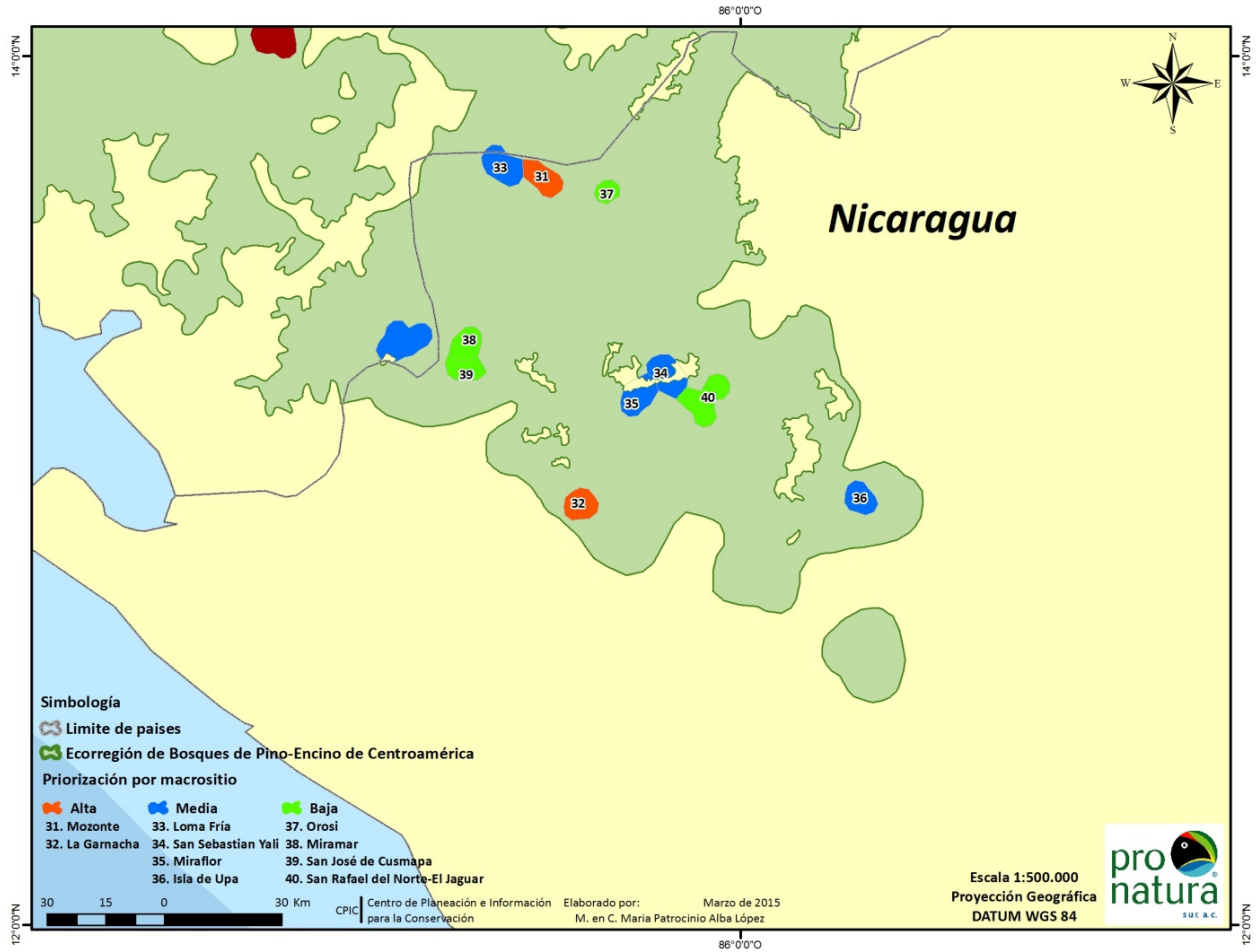 86°0'0"O
14°0'0"N
14°0'0"N
N
W
E
S
33
31
37
Nicaragua
38
39
34
35
40
32
36
Simbología
Limite de paises
Ecorregión de Bosques de Pino-Encino de Centroamérica
Priorización por macrositio
Alta
31. Mozonte
32. La Garnacha
Media
33. Loma Fría
34. San Sebastian Yali
35. Miraflor
36. Isla de Upa
Baja
37. Orosi
38. Miramar
39. San José de Cusmapa
40. San Rafael del Norte-El Jaguar
30 15 0 30 Km
CPIC
Centro de Planeación e Información
para la Conservación
Elaborado por: Marzo de 2015
M. en C. Maria Patrocinio Alba López
Escala 1:500.000
Proyección Geográfica
DATUM WGS 84
pro
natura
®
sur, a.c.
12°0'0"N
12°0'0"N
86°0'0"O